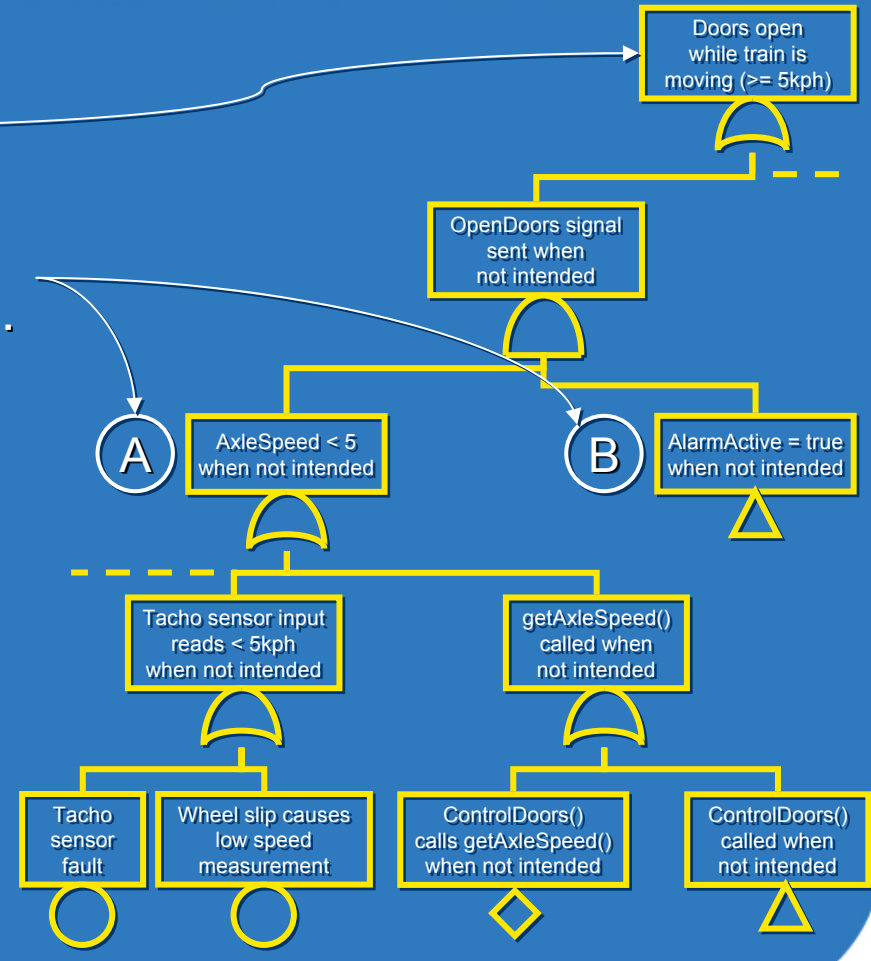 Doors open
while train is
moving (>= 5kph)
OpenDoors signal
sent when
not intended
.
A
AxleSpeed < 5
when not intended
B
AlarmActive = true
when not intended
Tacho sensor input
reads < 5kph
when not intended
getAxleSpeed()
called when
not intended
Tacho
sensor
fault
Wheel slip causes
low speed
measurement
ControlDoors()
calls getAxleSpeed()
when not intended
ControlDoors()
called when
not intended